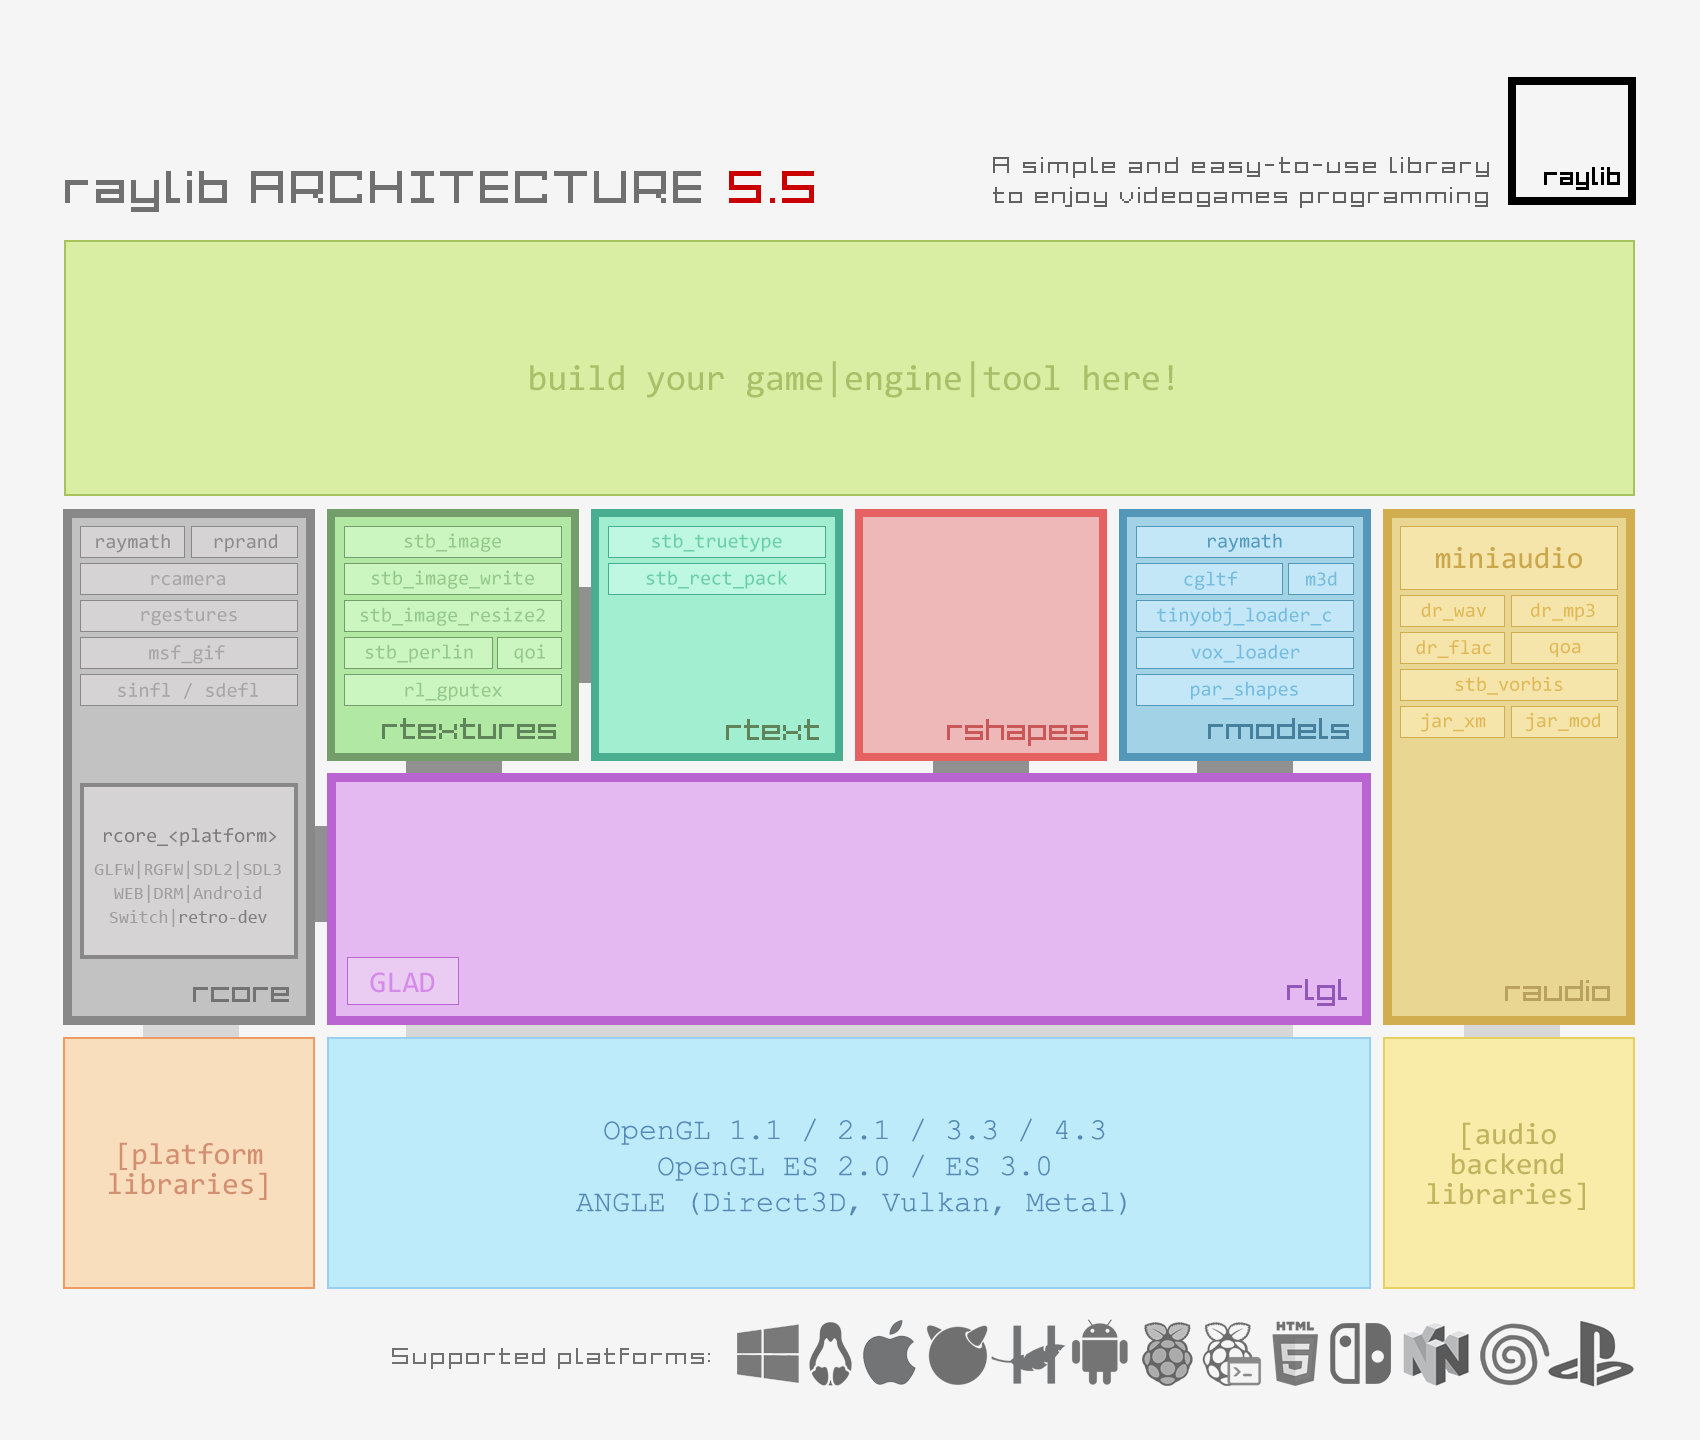 raylib ARCHITECTURE 5.5
A simple and easy-to-use library
to enjoy videogames programming
raylib
build your game|engine|tool here!
raymath
rprand
rcamera
rgestures
msf_gif
sinfl / sdefl
rcore_<platform>
GLFW|RGFW|SDL2|SDL3
WEB|DRM|Android
Switch|retro-dev
rcore
stb_image
stb_image_write
stb_image_resize2
stb_perlin
qoi
rl_gputex
rtextures
stb_truetype
stb_rect_pack
rtext
rshapes
raymath
cgltf
m3d
tinyobj_loader_c
vox_loader
par_shapes
rmodels
miniaudio
dr_wav
dr_mp3
dr_flac
qoa
stb_vorbis
jar_xm
jar_mod
raudio
GLAD
rlgl
[platform
libraries]
OpenGL 1.1 / 2.1 / 3.3 / 4.3
OpenGL ES 2.0 / ES 3.0
ANGLE (Direct3D, Vulkan, Metal)
[audio
backend
libraries]
Supported platforms:
HTML
5